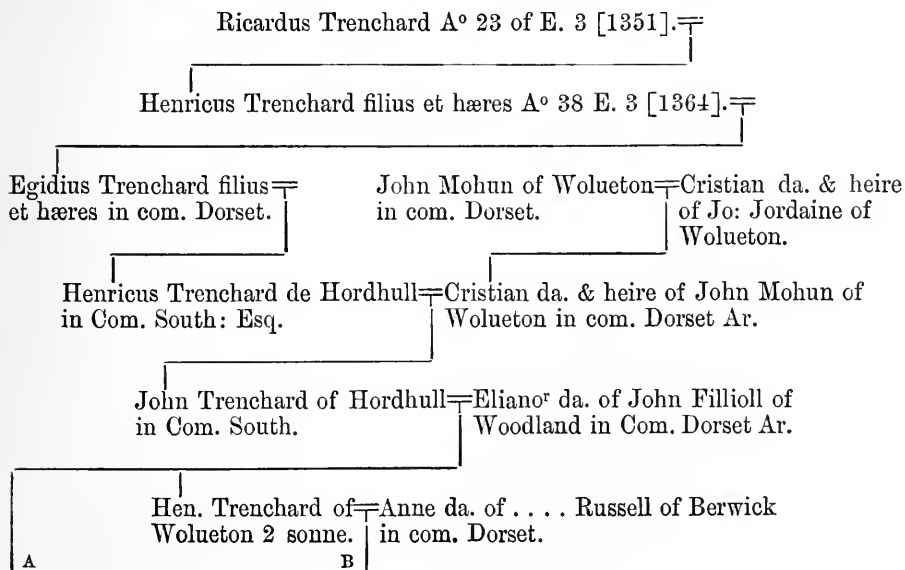 Ricardus Trenchard Aº 23 of E. 3 [1351].
Henricus Trenchard filius et hæres Aº 38 E. 3 [1364].
Egidius Trenchard filius
et hæres in com. Dorset.
John Mohun of Wolueton
in com. Dorset.
Cristian da. & heire
of Jo: Jordaine of
Wolueton.
Henricus Trenchard de Hordhull
in Com. South: Esq.
Cristian da. & heire of John Mohun of
Wolueton in com. Dorset Ar.
John Trenchard of Hordhull
in Com. South.
Elianoʳ da. of John Fillioll of
Woodland in Com. Dorset Ar.
Hen. Trenchard of
Wolueton 2 sonne.
Anne da. of . . . . Russell of Berwick
in com. Dorset.
A
B